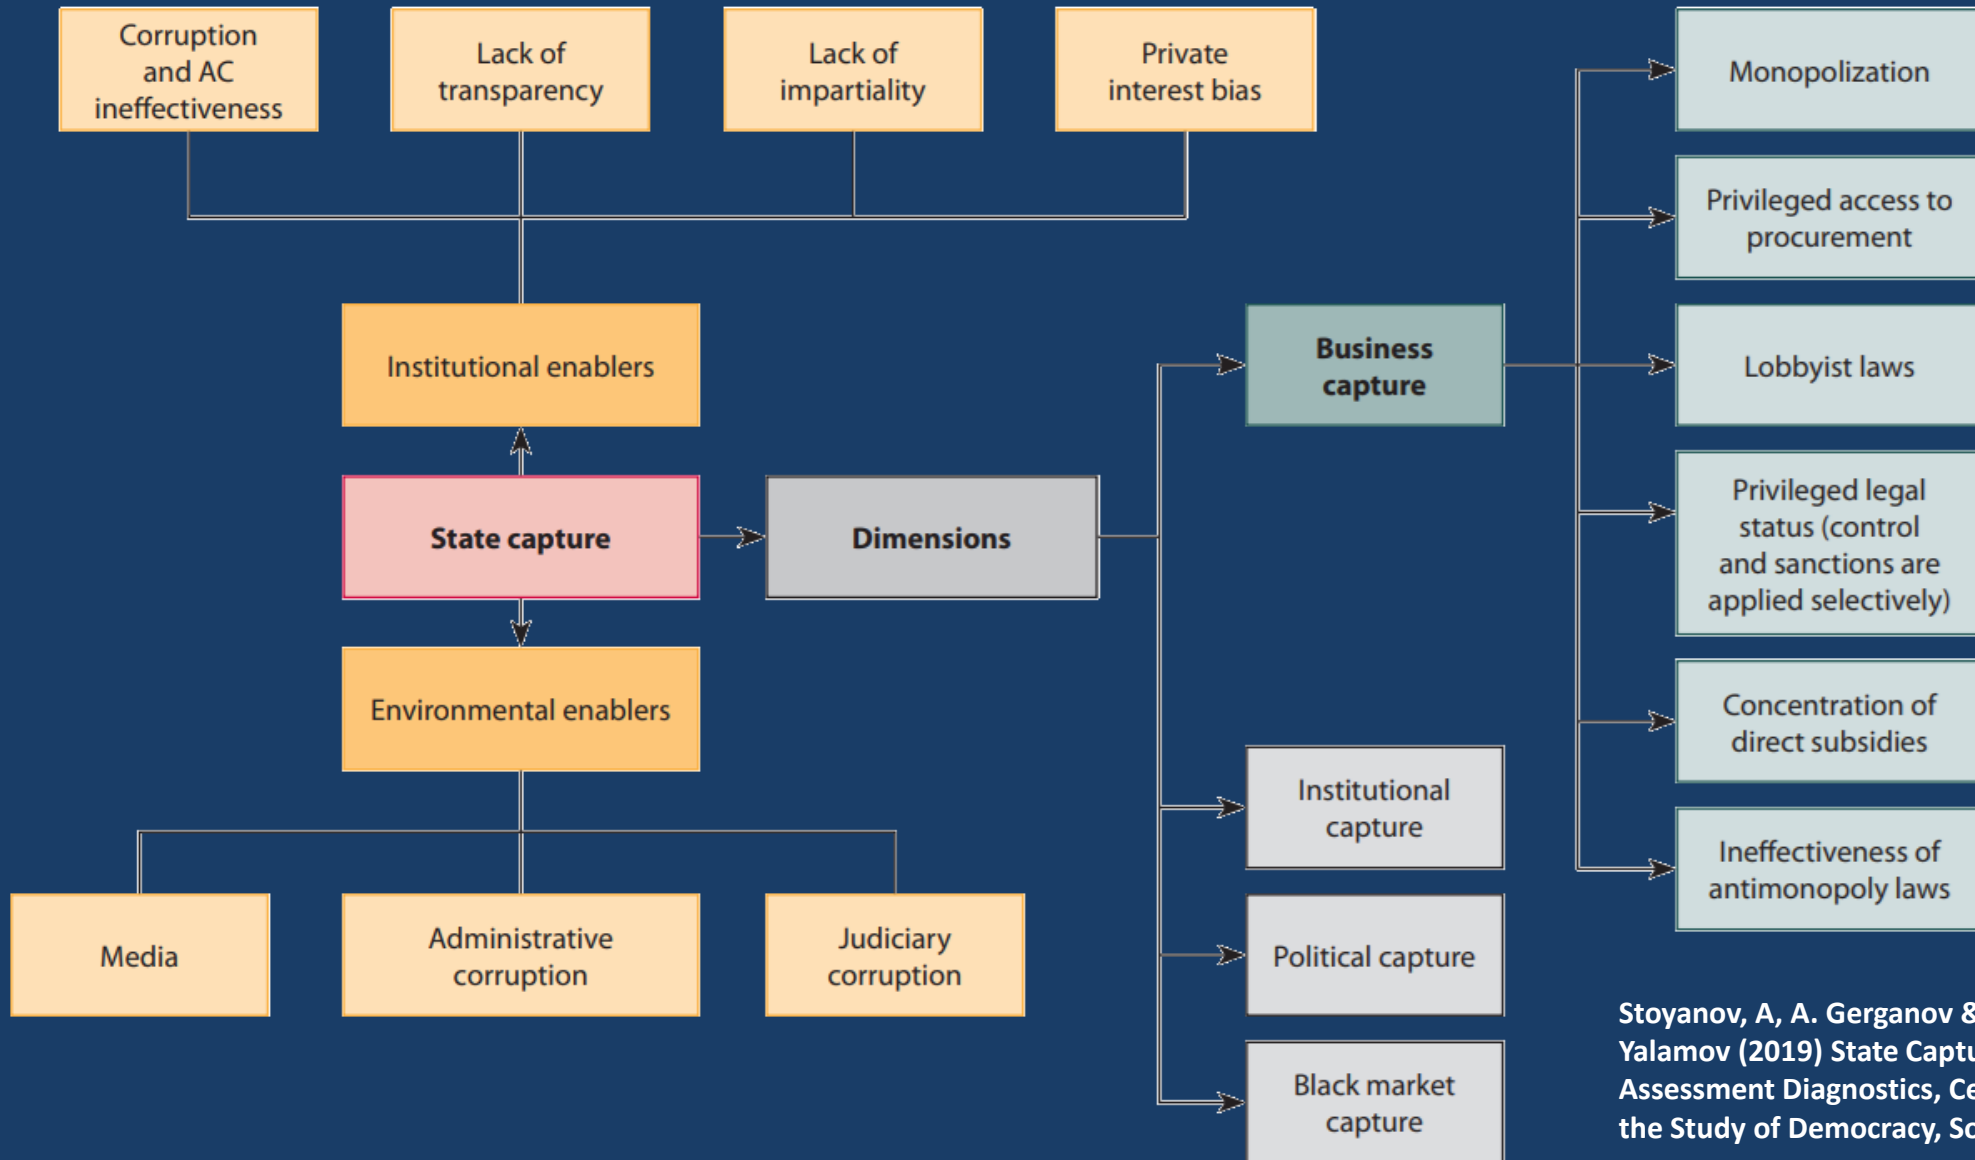 Corruption
and AC
ineffectiveness
Lack of
transparency
Lack of
impartiality
Private
interest bias
Monopolization
Privileged access to
procurement
Institutional enablers
Business
capture
Lobbyist laws
State capture
Dimensions
Privileged legal
status (control
and sanctions are
applied selectively)
Environmental enablers
Concentration of
direct subsidies
Institutional
capture
Ineffectiveness of
antimonopoly laws
Media
Administrative
corruption
Judiciary
corruption
Political capture
Black market
capture
Stoyanov, A, A. Gerganov &
Yalamov (2019) State Captu
Assessment Diagnostics, Ce
the Study of Democracy, So